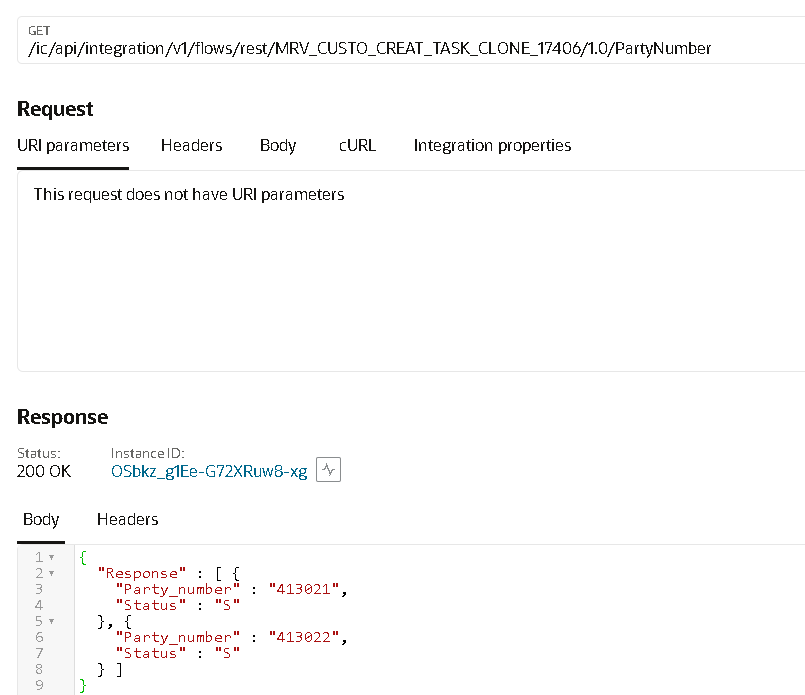 GET
/ic/api/integration/v1/flows/rest/MRV_CUSTO_CREAT_TASK_CLONE_17406/1.0/PartyNumber
Request
URI parameters Headers Body cURL Integration properties
This request does not have URI parameters
Response
Status: Instance ID:
200 OK OSbkz_g1Ee-G72XRuw8-xg
Body Headers
1 {
2 "Response" : [ {
3 "Party_number" : "413021",
4 "Status" : "S"
5 }, {
6 "Party_number" : "413022",
7 "Status" : "S"
8 } ]
9 }